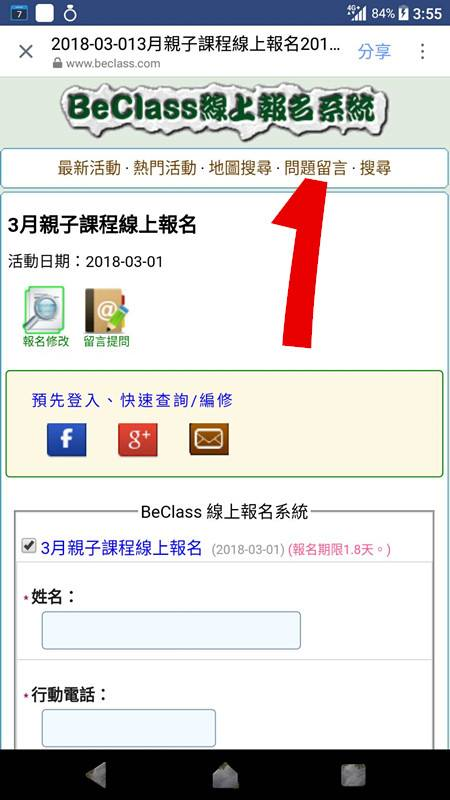 7
4G+ 84% 3:55
2018-03-013月親子課程線上報名201... 分享
www.beclass.com
BeClass線上報名系統
最新活動 · 熱門活動 · 地圖搜尋 · 問題留言 · 搜尋
3月親子課程線上報名
活動日期：2018-03-01
報名修改 留言提問
預先登入、快速查詢/編修
f g+
BeClass 線上報名系統
3月親子課程線上報名 (2018-03-01) (報名期限1.8天。)
* 姓名：
* 行動電話：